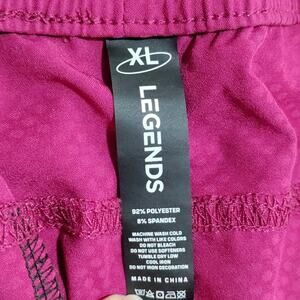 XL
LEGENDS
92% POLYESTER
8% SPANDEX
MACHINE WASH COLD
WASH WITH LIKE COLORS
DO NOT BLEACH
DO NOT USE SOFTENERS
TUMBLE DRY LOW
COOL IRON
DO NOT IRON DECORATION
MADE IN CHINA